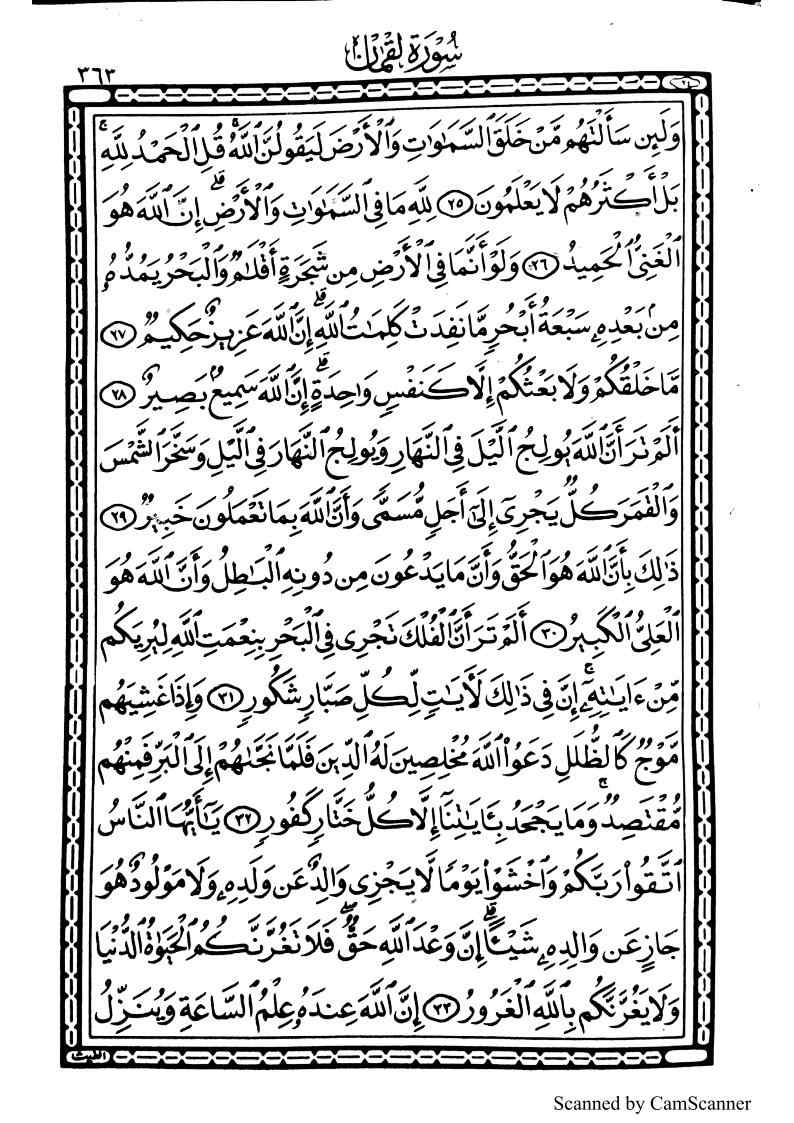 سُورَةُ لُقْمَان
٣٦٣
٢١
وَلَئِن سَأَلْتَهُم مَّنْ خَلَقَ السَّمَٰوَٰتِ وَالْأَرْضَ لَيَقُولُنَّ اللَّهُ ۚ قُلِ الْحَمْدُ لِلَّهِ ۚ
بَلْ أَكْثَرُهُمْ لَا يَعْلَمُونَ ٢٥ لِلَّهِ مَا فِي السَّمَٰوَٰتِ وَالْأَرْضِ ۗ إِنَّ اللَّهَ هُوَ
الْغَنِيُّ الْحَمِيدُ ٢٦ وَلَوْ أَنَّمَا فِي الْأَرْضِ مِن شَجَرَةٍ أَقْلَٰمٌ وَالْبَحْرُ يَمُدُّهُ
مِنۢ بَعْدِهِۦ سَبْعَةُ أَبْحُرٍ مَّا نَفِدَتْ كَلِمَٰتُ اللَّهِ ۗ إِنَّ اللَّهَ عَزِيزٌ حَكِيمٌ ٢٧
مَّا خَلْقُكُمْ وَلَا بَعْثُكُمْ إِلَّا كَنَفْسٍ وَاحِدَةٍ ۗ إِنَّ اللَّهَ سَمِيعٌۢ بَصِيرٌ ٢٨
أَلَمْ تَرَ أَنَّ اللَّهَ يُولِجُ الَّيْلَ فِي النَّهَارِ وَيُولِجُ النَّهَارَ فِي الَّيْلِ وَسَخَّرَ الشَّمْسَ
وَالْقَمَرَ كُلٌّ يَجْرِيٓ إِلَىٰٓ أَجَلٍ مُّسَمًّى وَأَنَّ اللَّهَ بِمَا تَعْمَلُونَ خَبِيرٌ ٢٩
ذَٰلِكَ بِأَنَّ اللَّهَ هُوَ الْحَقُّ وَأَنَّ مَا يَدْعُونَ مِن دُونِهِ الْبَٰطِلُ وَأَنَّ اللَّهَ هُوَ
الْعَلِيُّ الْكَبِيرُ ٣٠ أَلَمْ تَرَ أَنَّ الْفُلْكَ تَجْرِي فِي الْبَحْرِ بِنِعْمَتِ اللَّهِ لِيُرِيَكُم
مِّنْ ءَايَٰتِهِۦٓ ۚ إِنَّ فِي ذَٰلِكَ لَأَيَٰتٍ لِّكُلِّ صَبَّارٍ شَكُورٍ ٣١ وَإِذَا غَشِيَهُم
مَّوْجٌ كَالظُّلَلِ دَعَوُا۟ اللَّهَ مُخْلِصِينَ لَهُ الدِّينَ فَلَمَّا نَجَّىٰهُمْ إِلَى الْبَرِّ فَمِنْهُم
مُّقْتَصِدٌ ۚ وَمَا يَجْحَدُ بِـَٔايَٰتِنَآ إِلَّا كُلُّ خَتَّارٍ كَفُورٍ ٣٢ يَٰٓأَيُّهَا النَّاسُ
اتَّقُوا۟ رَبَّكُمْ وَاخْشَوْا۟ يَوْمًا لَّا يَجْزِي وَالِدٌ عَن وَلَدِهِۦ وَلَا مَوْلُودٌ هُوَ
جَازٍ عَن وَالِدِهِۦ شَيْـًٔا ۚ إِنَّ وَعْدَ اللَّهِ حَقٌّ ۖ فَلَا تَغُرَّنَّكُمُ الْحَيَوٰةُ الدُّنْيَا
وَلَا يَغُرَّنَّكُم بِاللَّهِ الْغَرُورُ ٣٣ إِنَّ اللَّهَ عِندَهُۥ عِلْمُ السَّاعَةِ وَيُنَزِّلُ
الغيث
Scanned by CamScanner